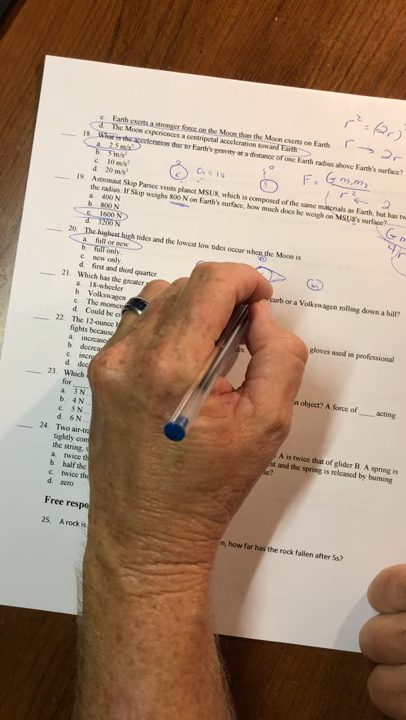 c. Earth exerts a stronger force on the Moon than the Moon exerts on Earth.
d. The Moon experiences a centripetal acceleration toward Earth.
r² = (2r)
18. What is the acceleration due to Earth's gravity at a distance of one Earth radius above Earth's surface?
r → 2r
a. 2.5 m/s²
b. 5 m/s²
c. 10 m/s²
d. 20 m/s²
F = G m₁m₂
r²
19. Astronaut Skip Parsec visits planet MSU8, which is composed of the same materials as Earth, but has tw
the radius. If Skip weighs 800 N on Earth's surface, how much does he weigh on MSU8's surface?
a. 400 N
b. 800 N
c. 1600 N
d. 3200 N
20. The highest high tides and the lowest low tides occur when the Moon is
a. full or new
b. full only
c. new only
d. first and third quarter
21. Which has the greater
curb or a Volkswagen rolling down a hill?
a. 18-wheeler
b. Volkswagen
c. The momen
d. Could be ei
22. The 12-ounce
gloves used in professional
fights because
a. increase
b. decrea
c. incre
d. dec
23. Which
n object? A force of ____ acting
for
a. 3 N
b. 4 N
c. 5 N
d. 6 N
24. Two air-tra
A is twice that of glider B. A spring is
tightly com
and the spring is released by burning
the string,
a. twice th
b. half the
c. twice the
d. zero
Free respo
25. A rock is
n, how far has the rock fallen after 5s?